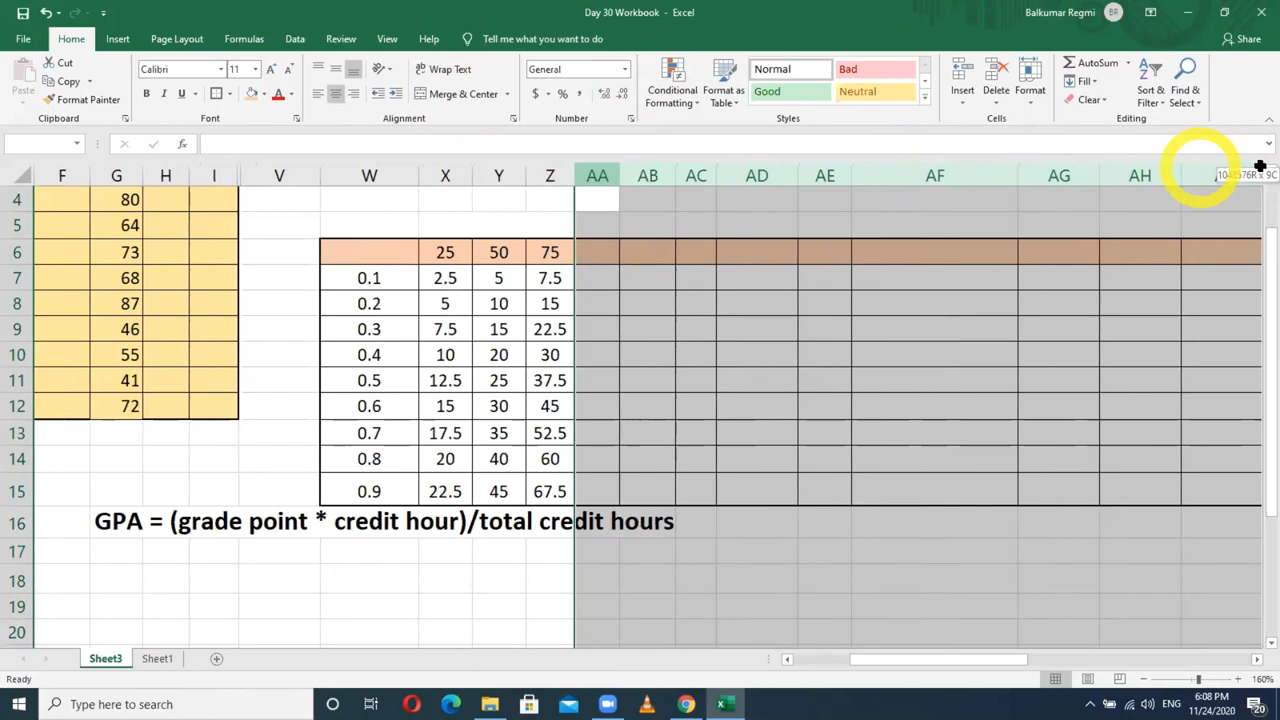 Day 30 Workbook - Excel
Balkumar Regmi BR
File Home Insert Page Layout Formulas Data Review View Help Tell me what you want to do Share
Paste
Cut
Copy
Format Painter
Clipboard
Calibri 11
B I U
Font
Wrap Text
Merge & Center
Alignment
General
$ % ,
Number
Conditional Formatting
Format as Table
Normal Bad
Good Neutral
Styles
Insert Delete Format
Cells
AutoSum
Fill
Clear
Sort & Filter
Find & Select
Editing
fx
F G H I V W X Y Z AA AB AC AD AE AF AG AH
1048576R x 9C
4 80
5 64
6 73 25 50 75
7 68 0.1 2.5 5 7.5
8 87 0.2 5 10 15
9 46 0.3 7.5 15 22.5
10 55 0.4 10 20 30
11 41 0.5 12.5 25 37.5
12 72 0.6 15 30 45
13 0.7 17.5 35 52.5
14 0.8 20 40 60
15 0.9 22.5 45 67.5
16 GPA = (grade point * credit hour)/total credit hours
17
18
19
20
Sheet3 Sheet1
Ready 160%
Type here to search
ENG
6:08 PM
11/24/2020
20